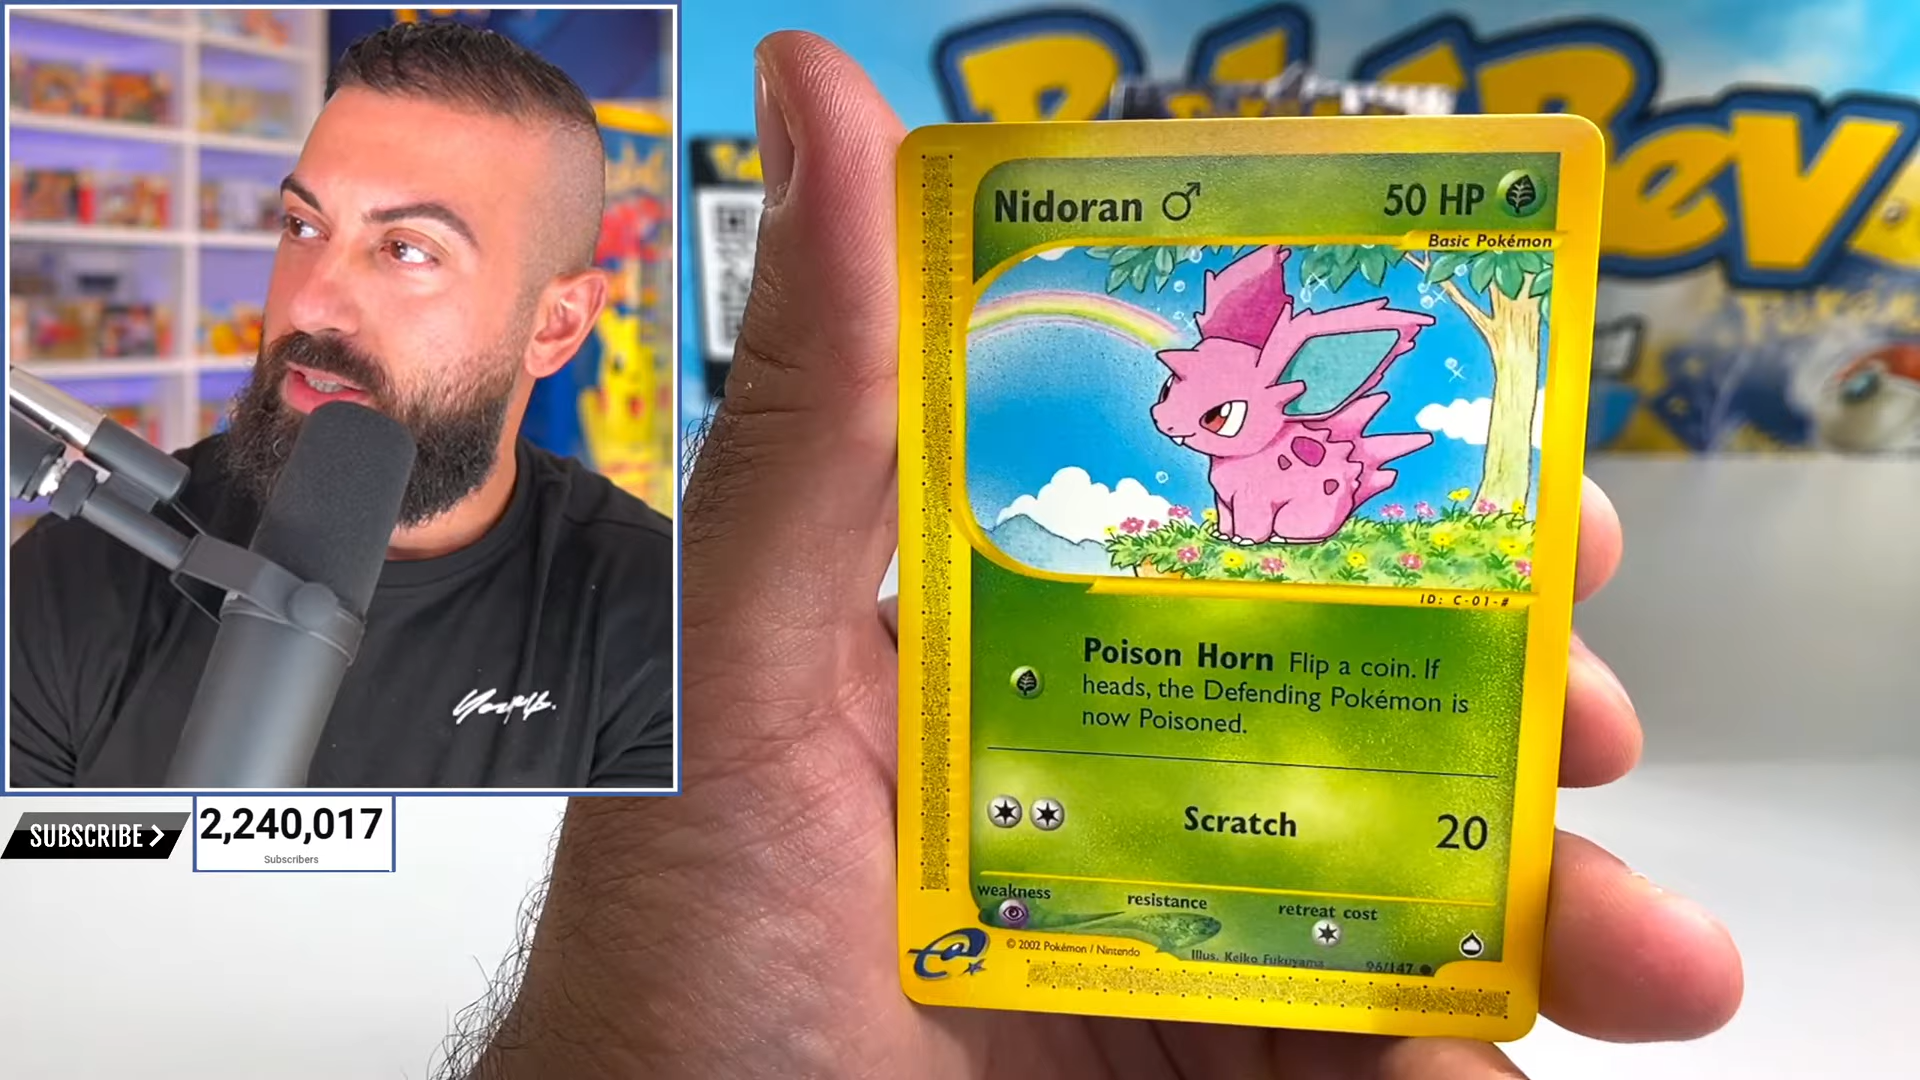 PokéRev
Nidoran ♂ 50 HP
Basic Pokémon
ID: C-01-#
Poison Horn Flip a coin. If
heads, the Defending Pokémon is
now Poisoned.
Scratch 20
weakness resistance retreat cost
© 2002 Pokémon / Nintendo
Illus. Keiko Fukuyama 96/147
SUBSCRIBE
2,240,017
Subscribers